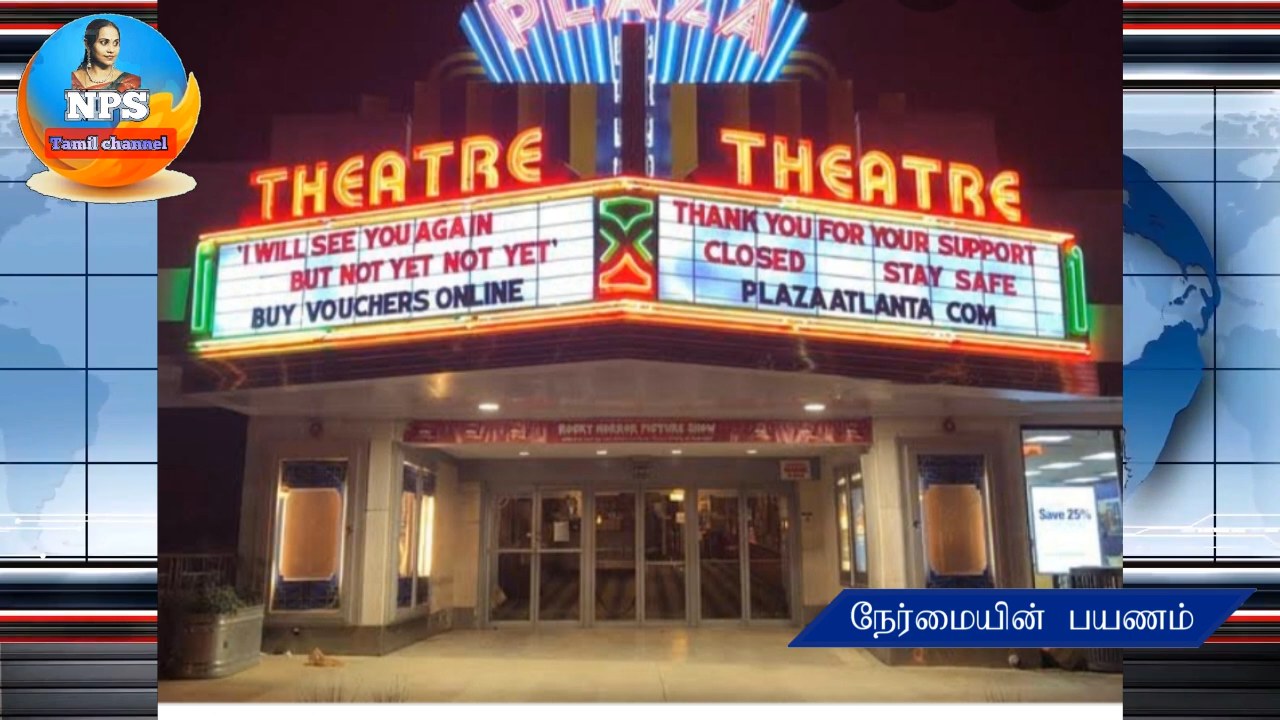 PLAZA
NPS
Tamil channel
THEATRE
THEATRE
'I WILL SEE YOU AGAIN
BUT NOT YET NOT YET'
BUY VOUCHERS ONLINE
THANK YOU FOR YOUR SUPPORT
CLOSED STAY SAFE
PLAZAATLANTA COM
ROCKY HORROR PICTURE SHOW
Save 25%
நேர்மையின் பயணம்